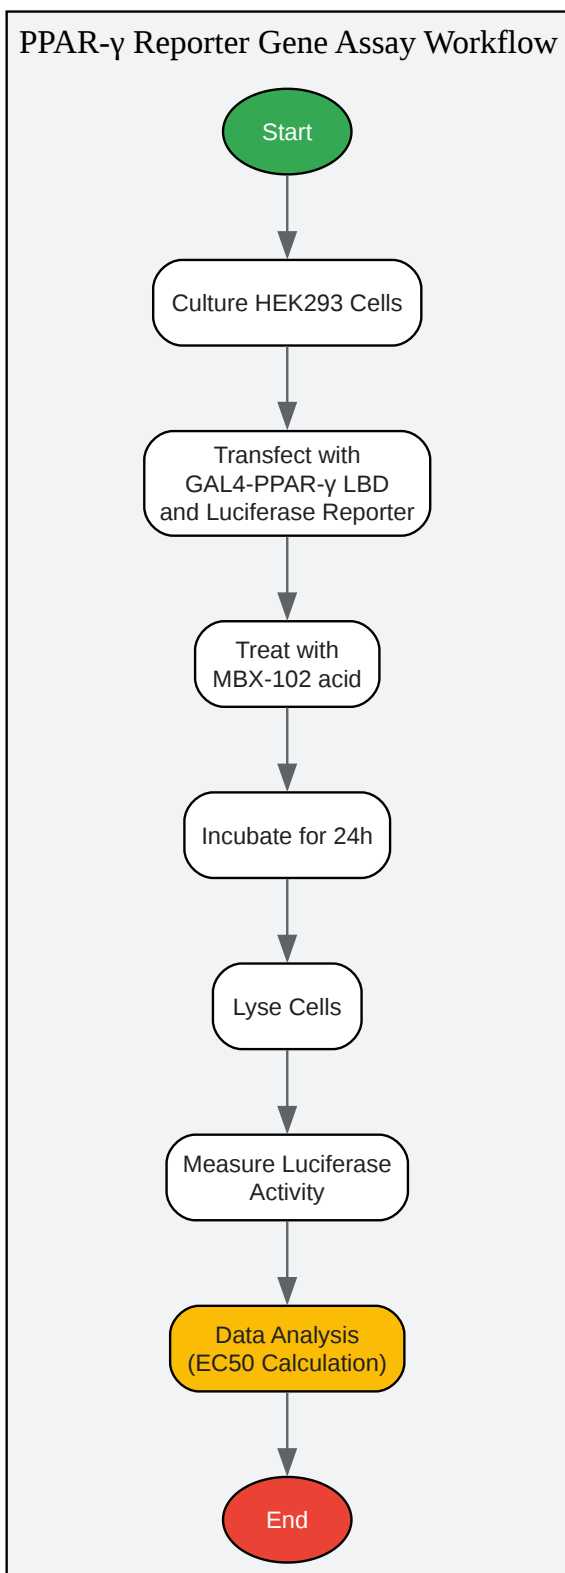 PPAR-γ Reporter Gene Assay Workflow
Start
Culture HEK293 Cells
Transfect with
GAL4-PPAR-γ LBD
and Luciferase Reporter
Treat with
MBX-102 acid
Incubate for 24h
Lyse Cells
Measure Luciferase
Activity
Data Analysis
(EC50 Calculation)
End